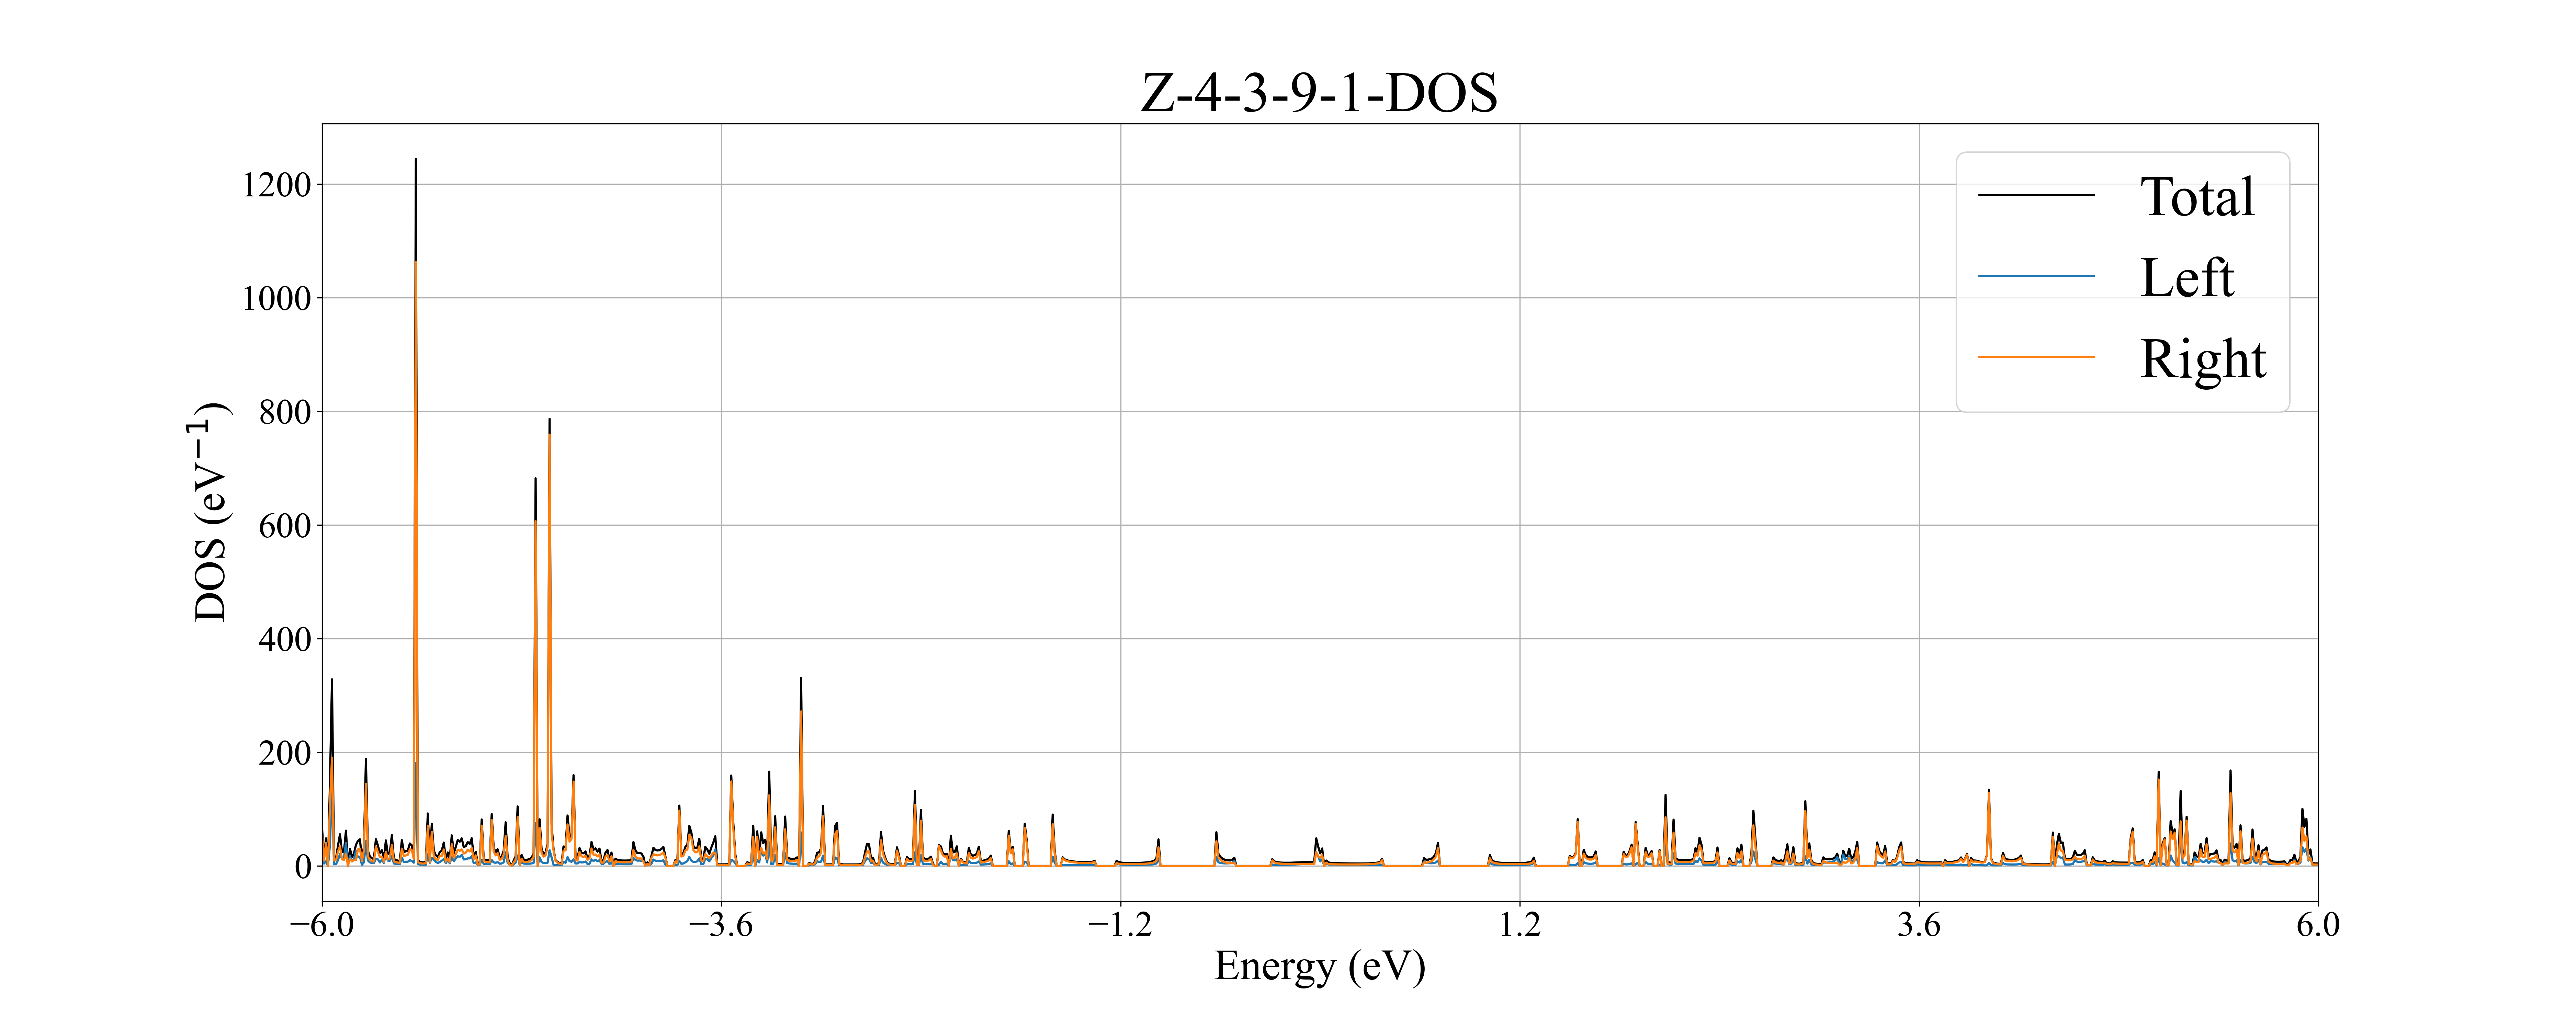 Z-4-3-9-1-DOS
1200
1000
800
600
400
200
0
DOS (eV⁻¹)
−6.0
−3.6
−1.2
1.2
3.6
6.0
Energy (eV)
Total
Left
Right